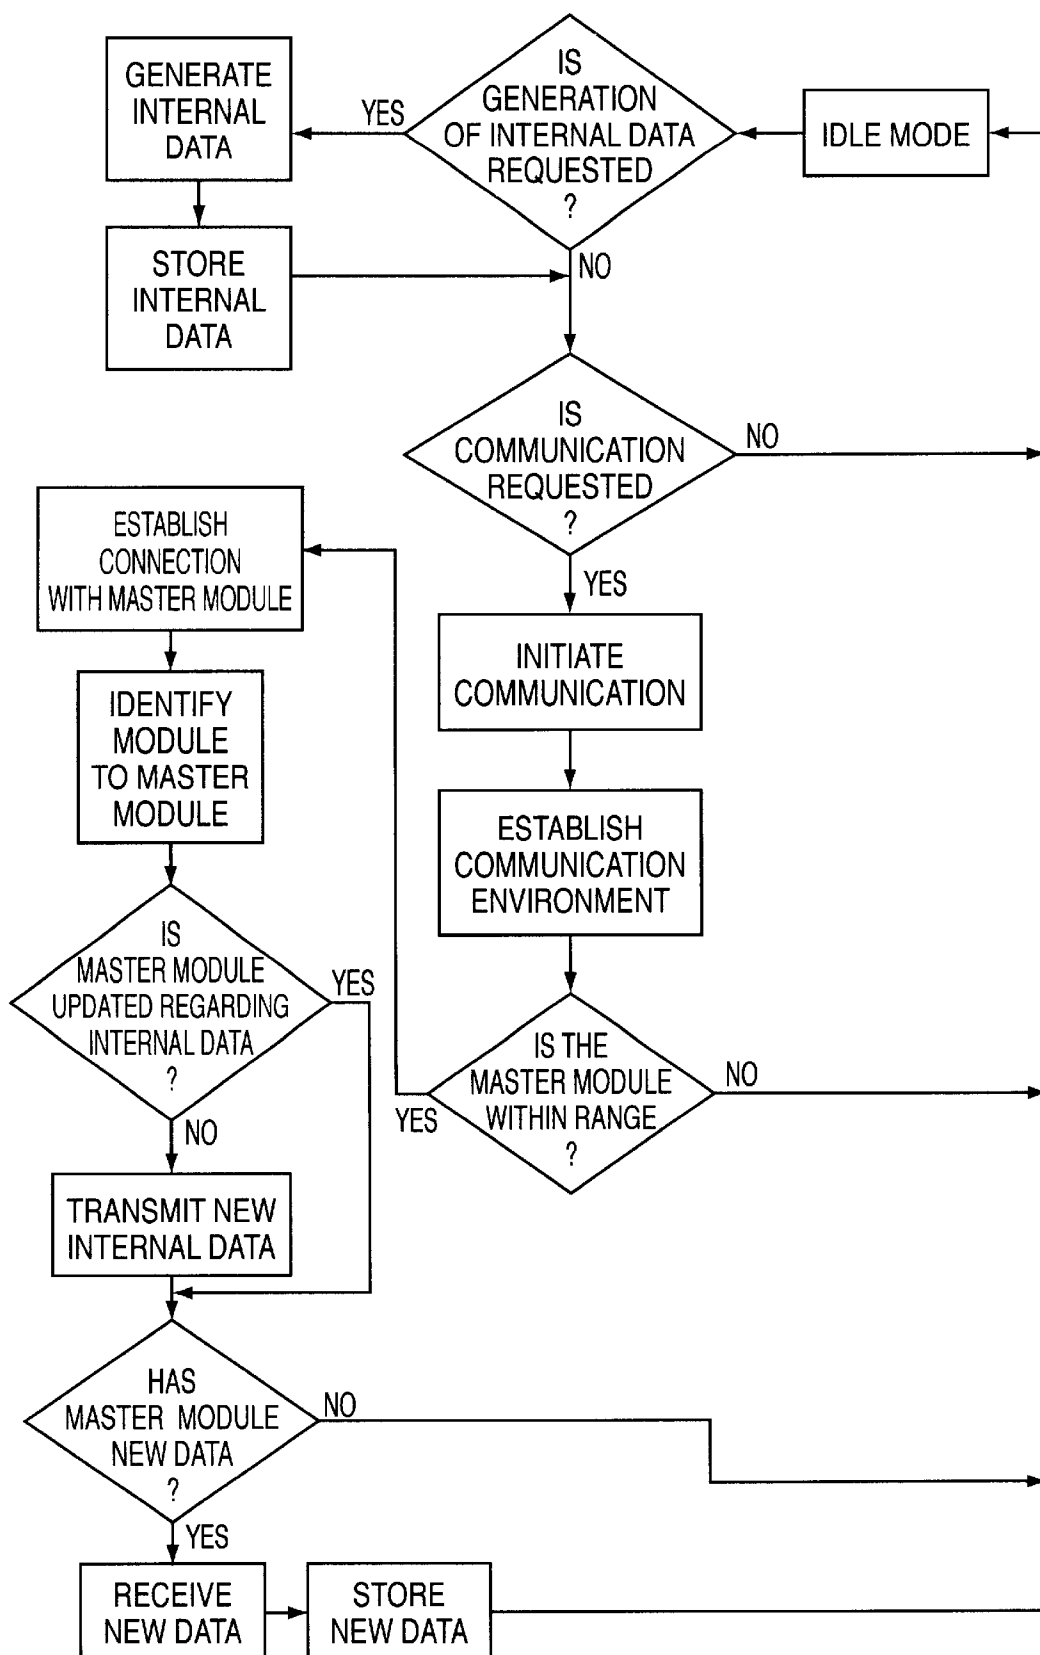 GENERATE
INTERNAL
DATA
YES
IS
GENERATION
OF INTERNAL DATA
REQUESTED
?
IDLE MODE
STORE
INTERNAL
DATA
NO
IS
COMMUNICATION
REQUESTED
?
NO
YES
ESTABLISH
CONNECTION
WITH MASTER MODULE
INITIATE
COMMUNICATION
IDENTIFY
MODULE
TO MASTER
MODULE
ESTABLISH
COMMUNICATION
ENVIRONMENT
IS
MASTER MODULE
UPDATED REGARDING
INTERNAL DATA
?
YES
NO
IS THE
MASTER MODULE
WITHIN RANGE
?
YES
NO
TRANSMIT NEW
INTERNAL DATA
HAS
MASTER MODULE
NEW DATA
?
NO
YES
RECEIVE
NEW DATA
STORE
NEW DATA